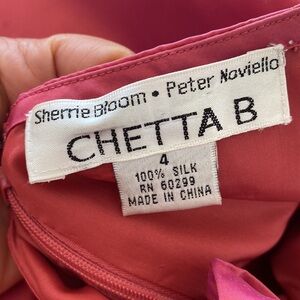 Sherrie Bloom • Peter Noviello
CHETTA B
4
100% SILK
RN 60299
MADE IN CHINA